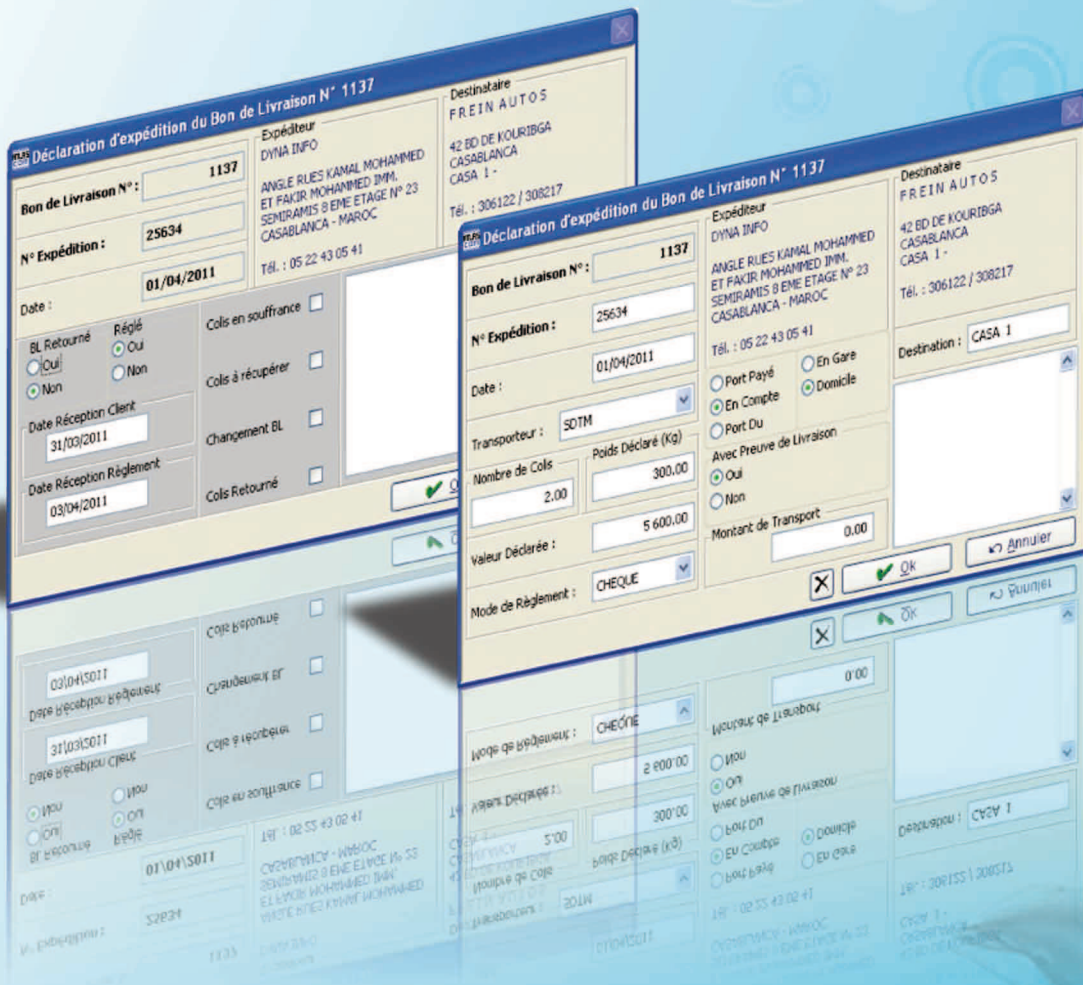 Déclaration d'expédition du Bon de Livraison N° 1137
Bon de Livraison N° : 1137
N° Expédition : 25634
Date : 01/04/2011
Expéditeur
DYNA INFO
ANGLE RUES KAMAL MOHAMMED
ET FAKIR MOHAMMED IMM.
SEMIRAMIS 8 EME ETAGE N° 23
CASABLANCA - MAROC
Tél. : 05 22 43 05 41
Destinataire
FREIN AUTOS
42 BD DE KOURIBGA
CASABLANCA
CASA 1 -
Tél. : 306122 / 308217
BL Retourné
Oui
Non
Réglé
Oui
Non
Date Réception Client
31/03/2011
Date Réception Règlement
03/04/2011
Colis en souffrance
Colis à récupérer
Changement BL
Colis Retourné
Déclaration d'expédition du Bon de Livraison N° 1137
Bon de Livraison N° : 1137
N° Expédition : 25634
Date : 01/04/2011
Transporteur : SDTM
Nombre de Colis
2.00
Poids Déclaré (Kg)
300.00
Valeur Déclarée : 5 600.00
Mode de Règlement : CHEQUE
Expéditeur
DYNA INFO
ANGLE RUES KAMAL MOHAMMED
ET FAKIR MOHAMMED IMM.
SEMIRAMIS 8 EME ETAGE N° 23
CASABLANCA - MAROC
Tél. : 05 22 43 05 41
Port Payé
En Compte
Port Du
En Gare
Domicile
Avec Preuve de Livraison
Oui
Non
Montant de Transport
0.00
Destinataire
FREIN AUTOS
42 BD DE KOURIBGA
CASABLANCA
CASA 1 -
Tél. : 306122 / 308217
Destination : CASA 1
Ok
Annuler